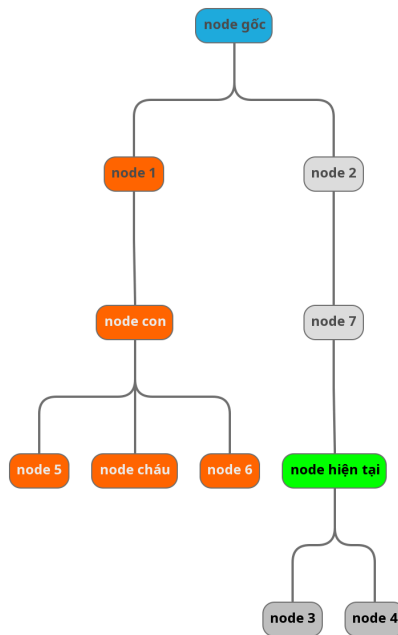 node gốc
node 1
node 2
node con
node 7
node 5
node cháu
node 6
node hiện tại
node 3
node 4